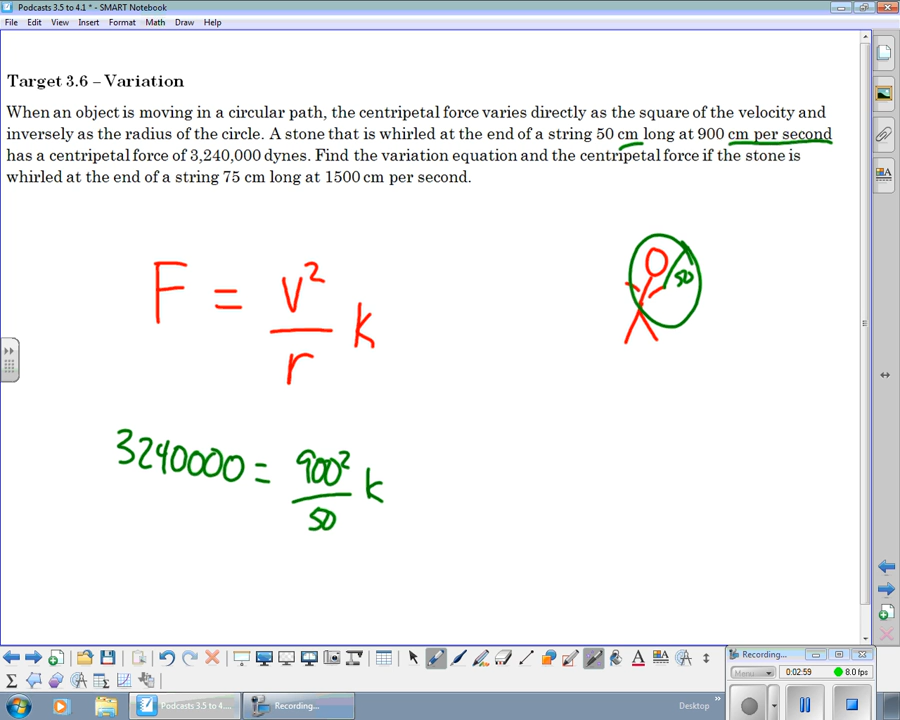 Podcasts 3.5 to 4.1 * - SMART Notebook
File Edit View Insert Format Math Draw Help
Target 3.6 – Variation
When an object is moving in a circular path, the centripetal force varies directly as the square of the velocity and
inversely as the radius of the circle. A stone that is whirled at the end of a string 50 cm long at 900 cm per second
has a centripetal force of 3,240,000 dynes. Find the variation equation and the centripetal force if the stone is
whirled at the end of a string 75 cm long at 1500 cm per second.
50
F = v²/r k
3240000 = 900²/50 k
Recording...
Menu
02:59
8.0 fps
Podcasts 3.5 to 4....
Recording...
Desktop